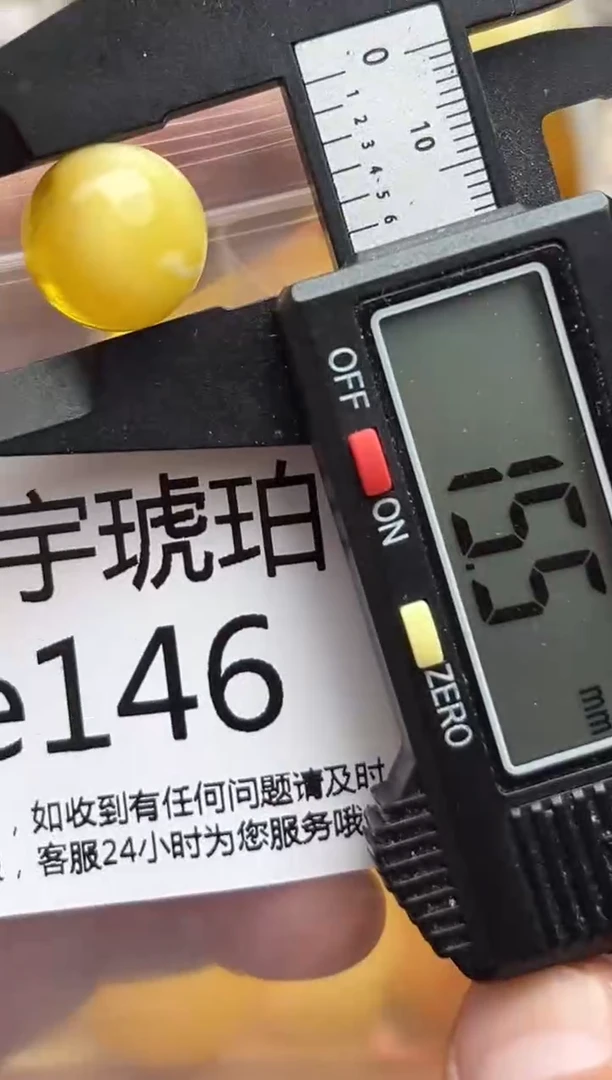 0
1 2 3 4 5 6
10
OFF
ON
15.5
mm
ZERO
宇琥珀
e146
，如收到有任何问题请及时
，客服24小时为您服务哦